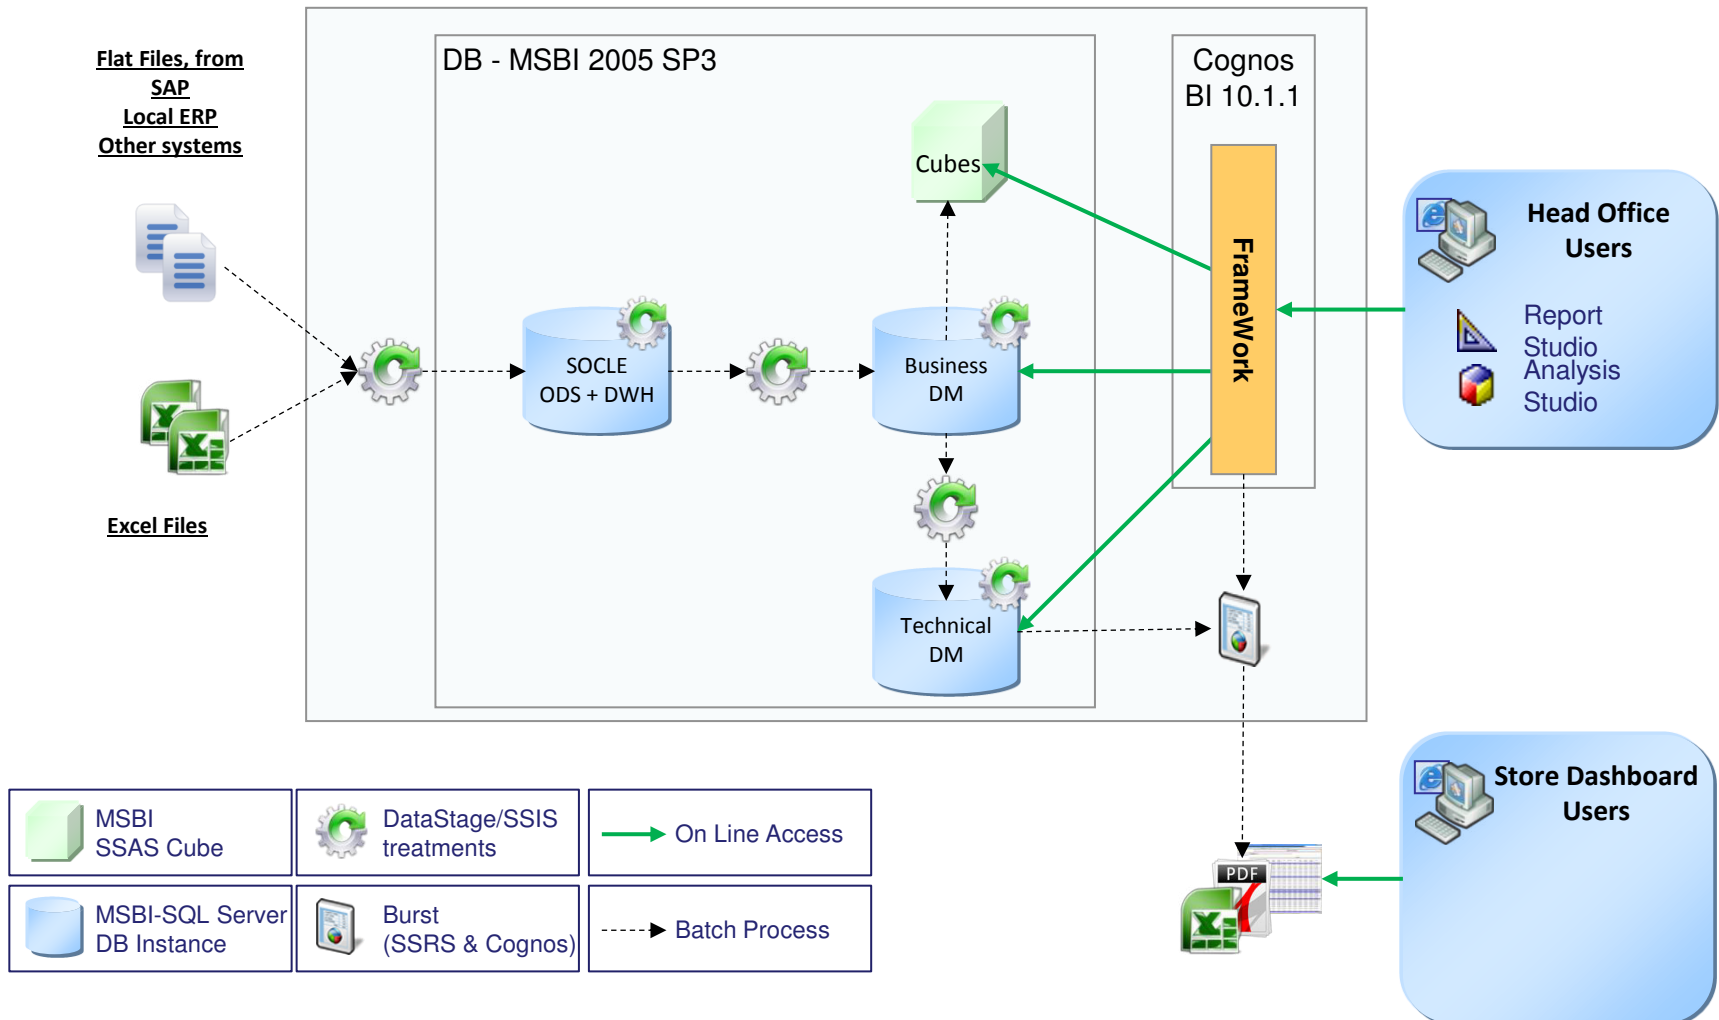 Flat Files, from
SAP
Local ERP
Other systems
Excel Files
DB - MSBI 2005 SP3
Cubes
SOCLE
ODS + DWH
Business
DM
Technical
DM
Cognos
BI 10.1.1
FrameWork
Head Office
Users
Report
Studio
Analysis
Studio
Store Dashboard
Users
PDF
MSBI
SSAS Cube
DataStage/SSIS
treatments
On Line Access
MSBI-SQL Server
DB Instance
Burst
(SSRS & Cognos)
Batch Process